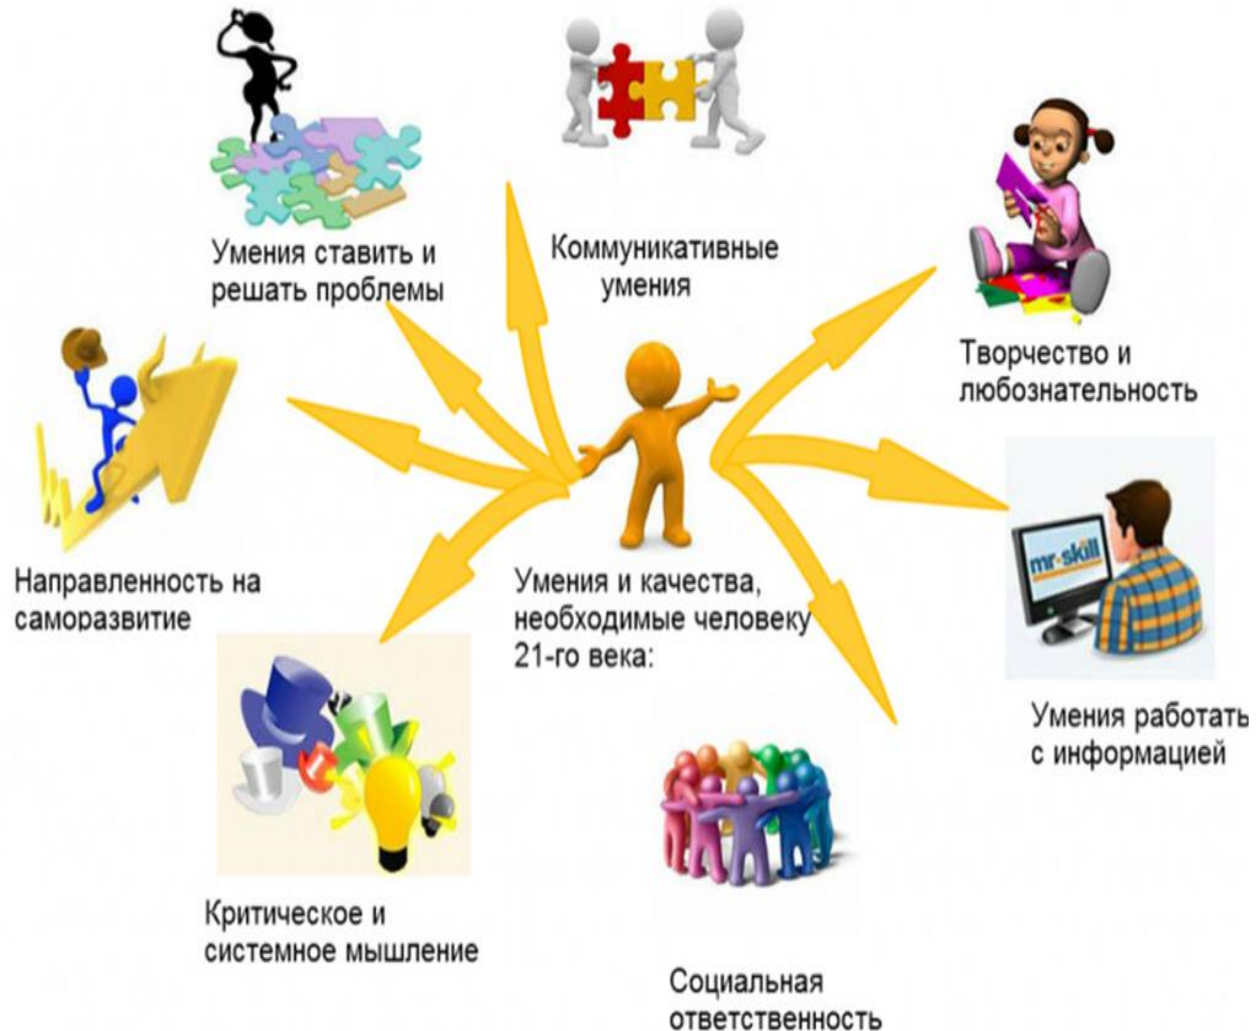 Умения ставить и
решать проблемы
Коммуникативные
умения
Творчество и
любознательность
mr-skill
Направленность на
саморазвитие
Умения и качества,
необходимые человеку
21-го века:
Умения работать
с информацией
Критическое и
системное мышление
Социальная
ответственность